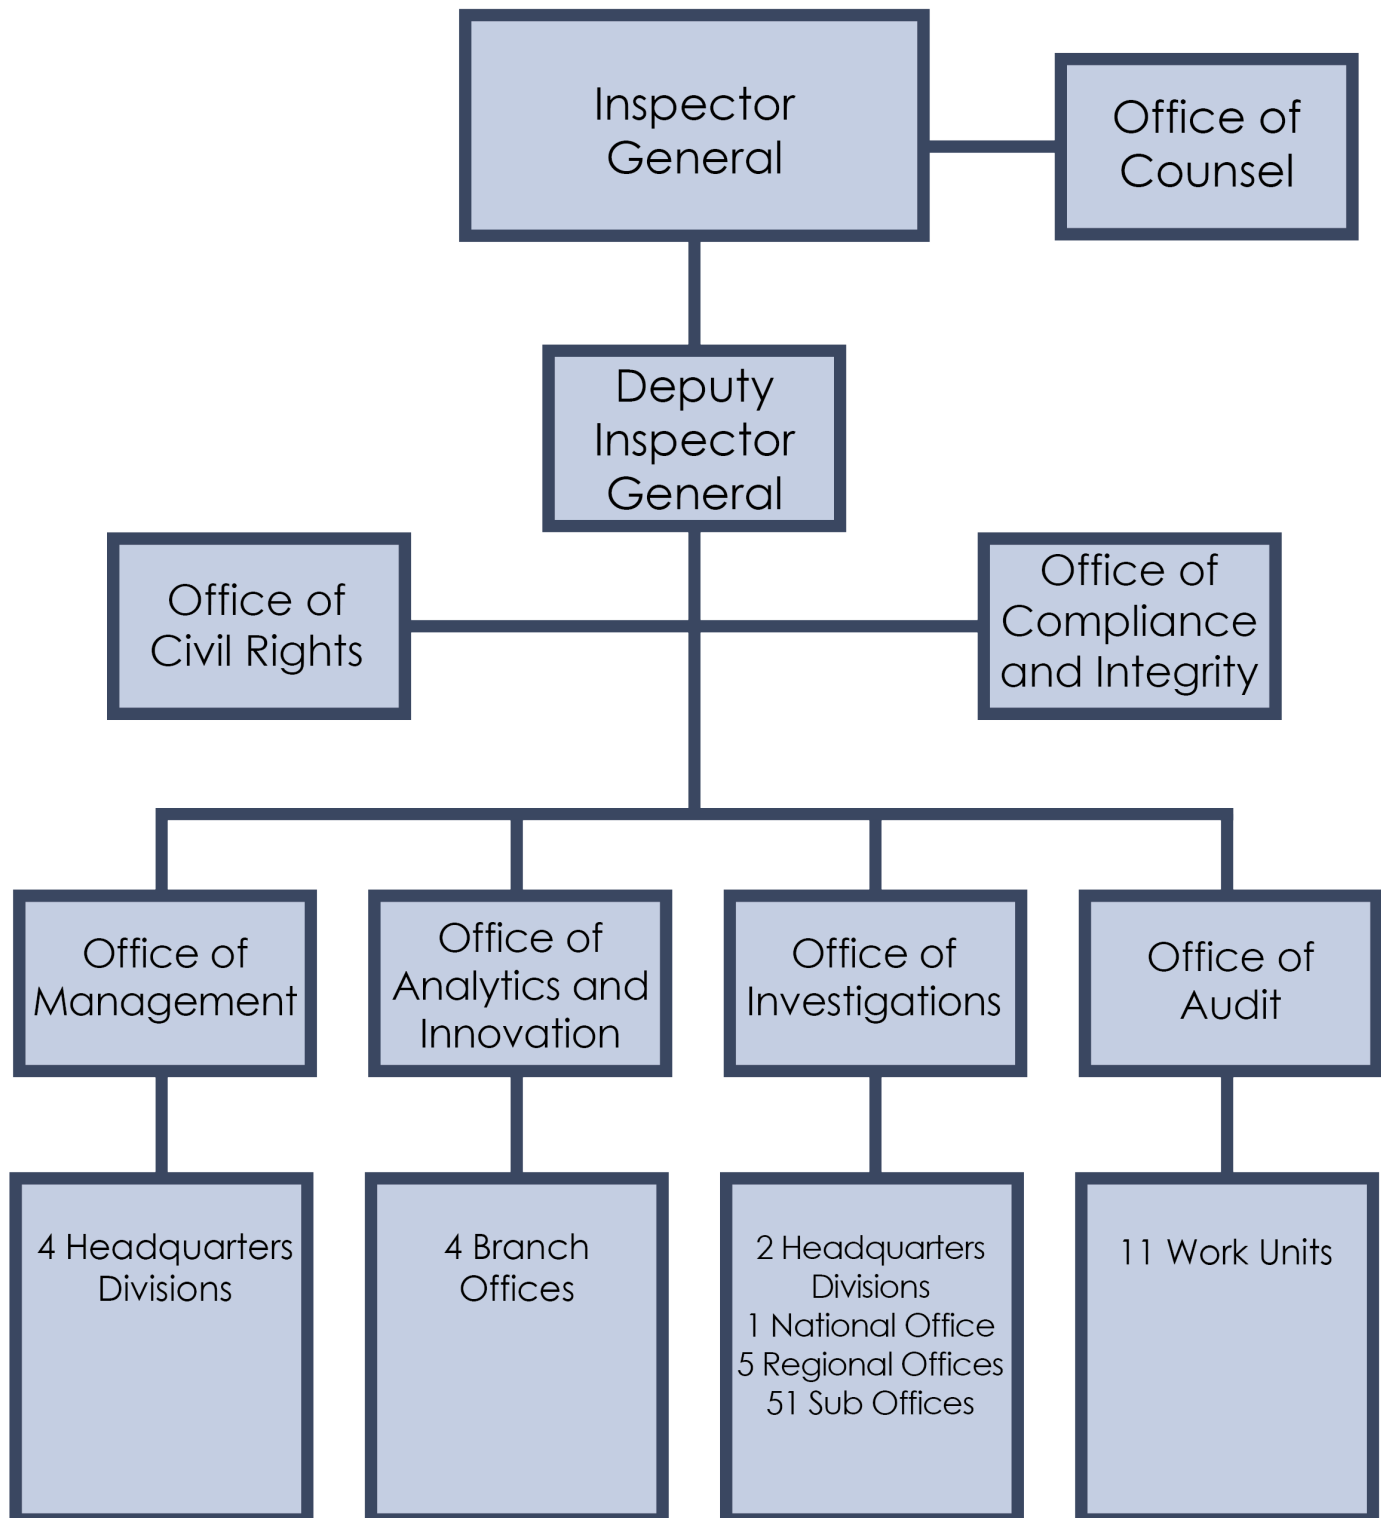 Inspector
General
Office of
Counsel
Deputy
Inspector
General
Office of
Civil Rights
Office of
Compliance
and Integrity
Office of
Management
Office of
Analytics and
Innovation
Office of
Investigations
Office of
Audit
4 Headquarters
Divisions
4 Branch
Offices
2 Headquarters
Divisions
1 National Office
5 Regional Offices
51 Sub Offices
11 Work Units